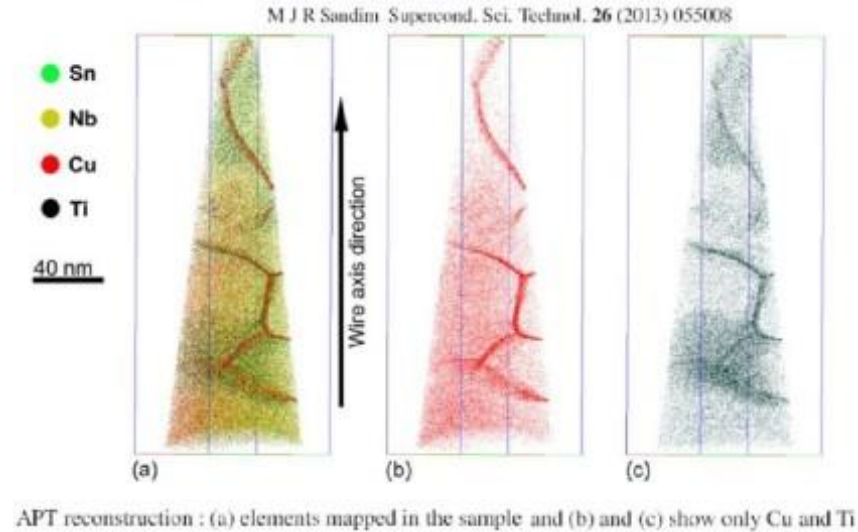 M J R Sandim Supercond. Sci. Technol. 26 (2013) 055008
Sn
Nb
Cu
Ti
40 nm
Wire axis direction
(a)
(b)
(c)
APT reconstruction : (a) elements mapped in the sample and (b) and (c) show only Cu and Ti